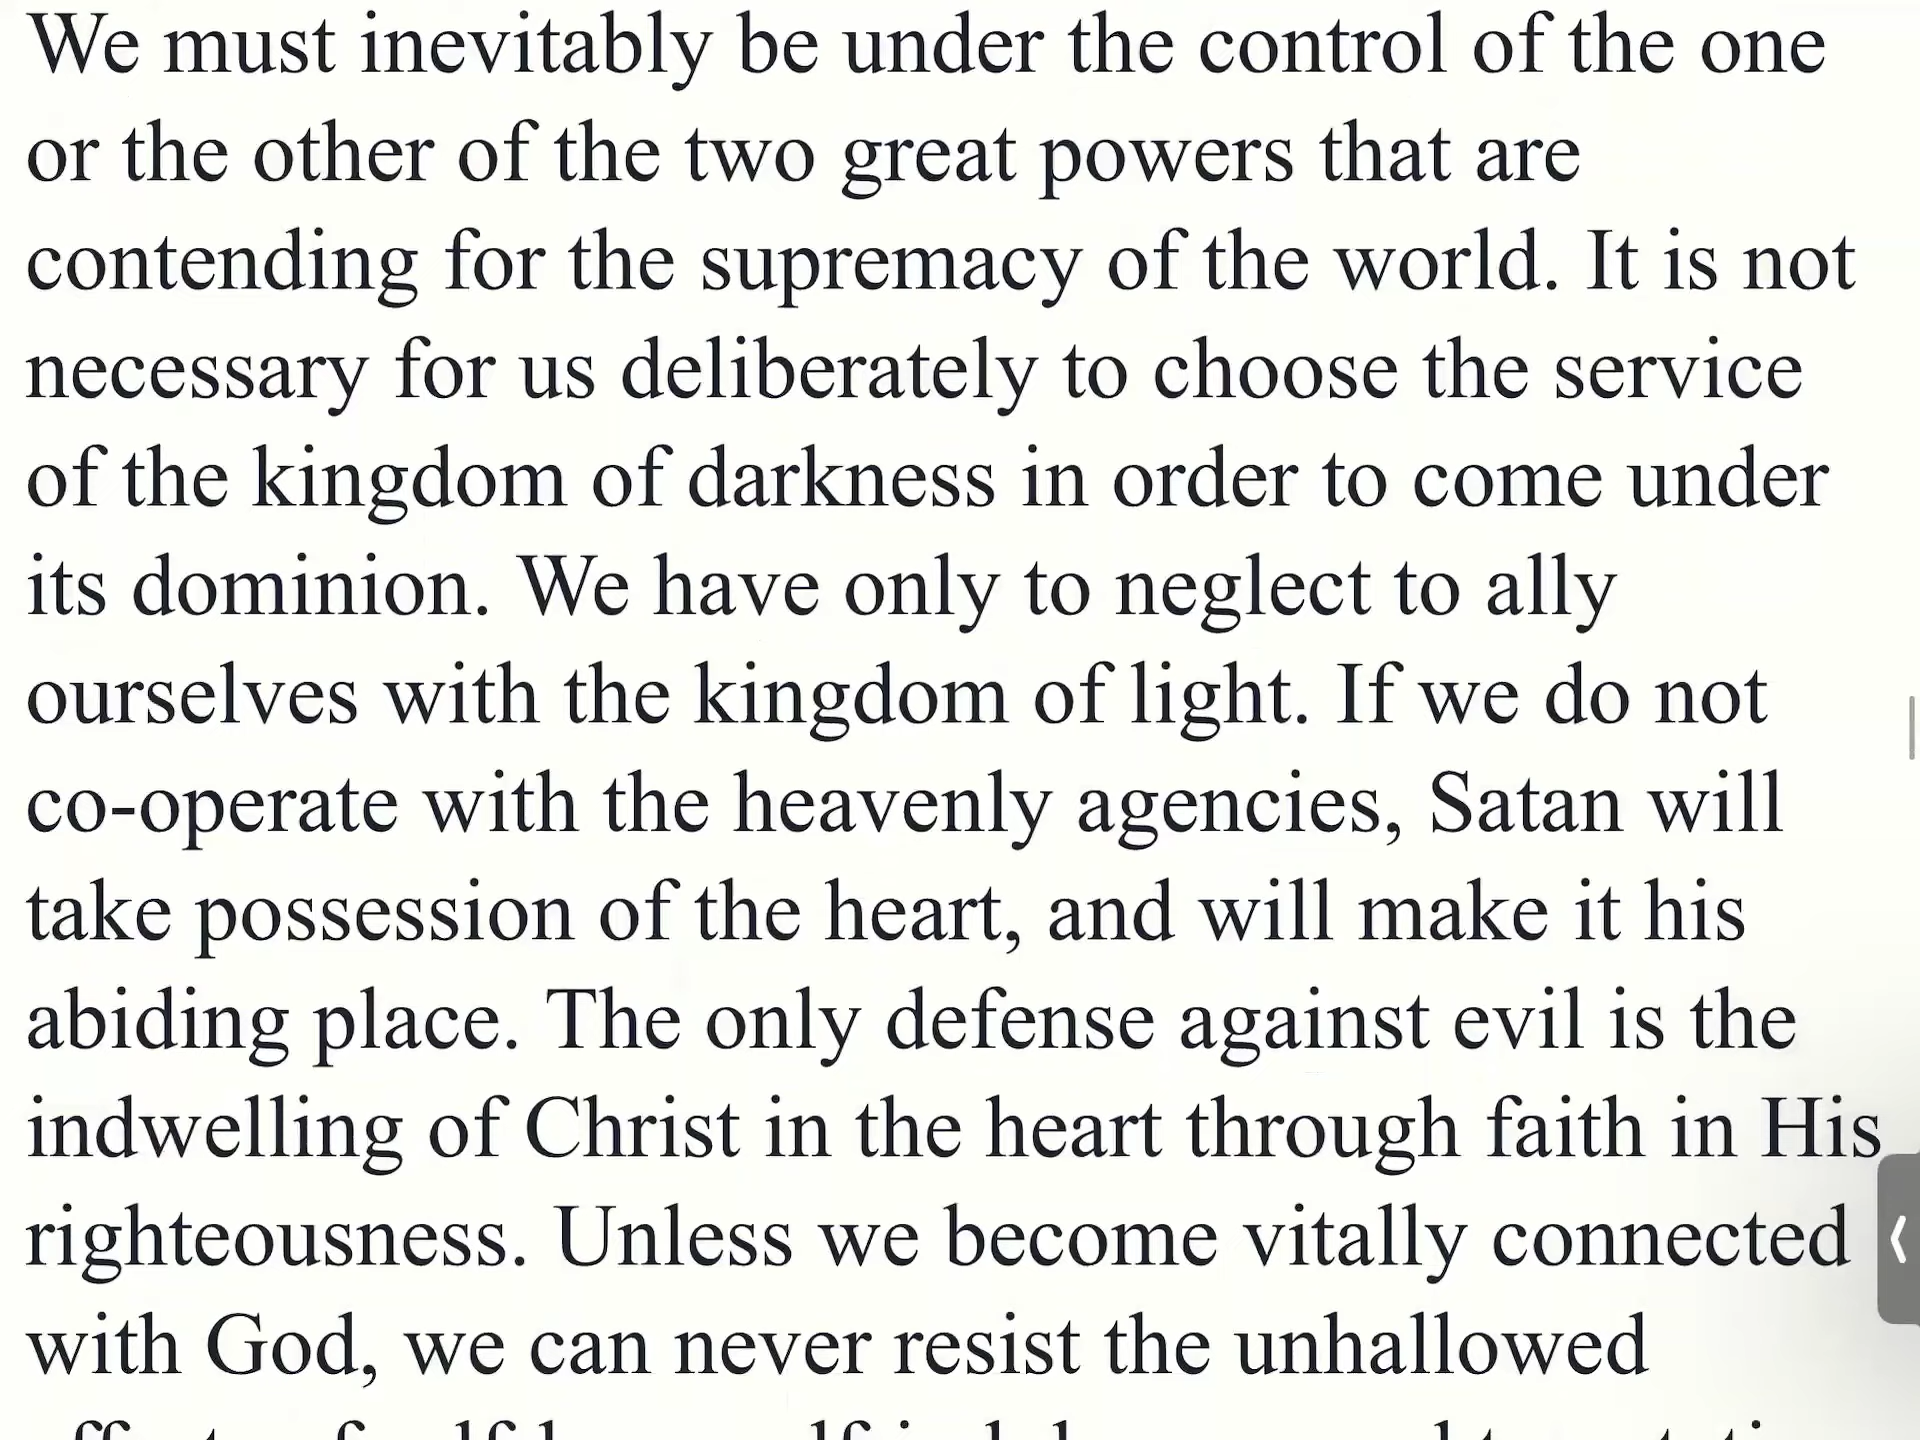 We must inevitably be under the control of the one
or the other of the two great powers that are
contending for the supremacy of the world. It is not
necessary for us deliberately to choose the service
of the kingdom of darkness in order to come under
its dominion. We have only to neglect to ally
ourselves with the kingdom of light. If we do not
co-operate with the heavenly agencies, Satan will
take possession of the heart, and will make it his
abiding place. The only defense against evil is the
indwelling of Christ in the heart through faith in His
righteousness. Unless we become vitally connected
with God, we can never resist the unhallowed